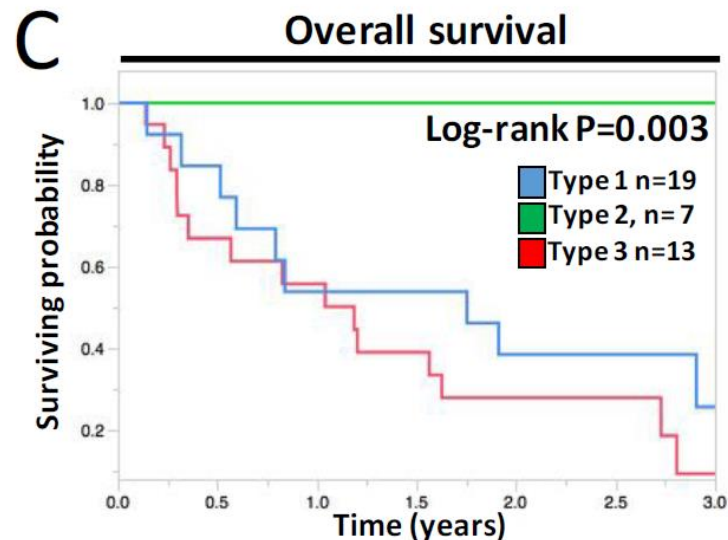 C
Overall survival
Log-rank P=0.003
Type 1 n=19
Type 2, n= 7
Type 3 n=13
Surviving probability
1.0
0.8
0.6
0.4
0.2
0.0 0.5 1.0 1.5 2.0 2.5 3.0
Time (years)